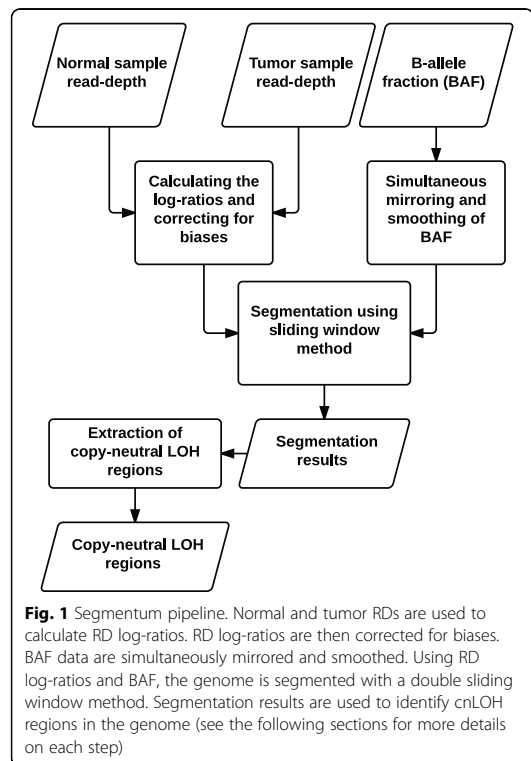 Normal sample
read-depth
Tumor sample
read-depth
B-allele
fraction (BAF)
Calculating the
log-ratios and
correcting for
biases
Simultaneous
mirroring and
smoothing of
BAF
Segmentation using
sliding window
method
Extraction of
copy-neutral LOH
regions
Segmentation
results
Copy-neutral LOH
regions
Fig. 1 Segmentum pipeline. Normal and tumor RDs are used to
calculate RD log-ratios. RD log-ratios are then corrected for biases.
BAF data are simultaneously mirrored and smoothed. Using RD
log-ratios and BAF, the genome is segmented with a double sliding
window method. Segmentation results are used to identify cnLOH
regions in the genome (see the following sections for more details
on each step)